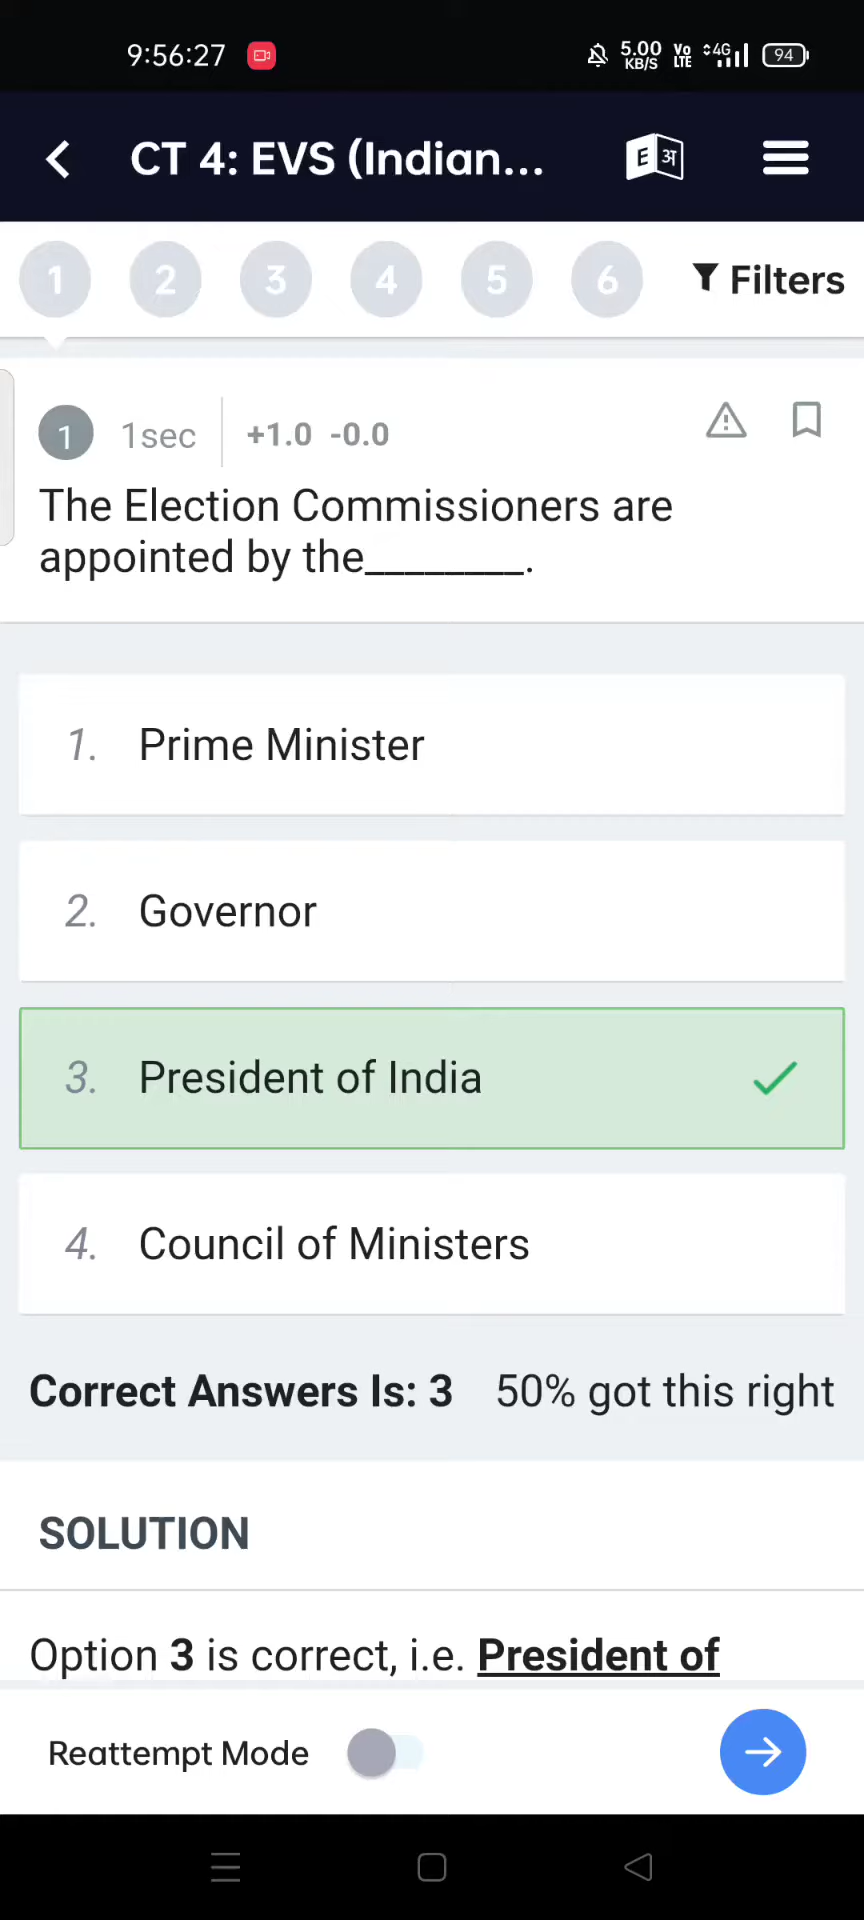 9:56:27 5.00 KB/S Vo LTE 4G 94
CT 4: EVS (Indian... E अ
1 2 3 4 5 6 Filters
1 1sec +1.0 -0.0
The Election Commissioners are
appointed by the________.
1. Prime Minister
2. Governor
3. President of India
4. Council of Ministers
Correct Answers Is: 3 50% got this right
SOLUTION
Option 3 is correct, i.e. President of
Reattempt Mode